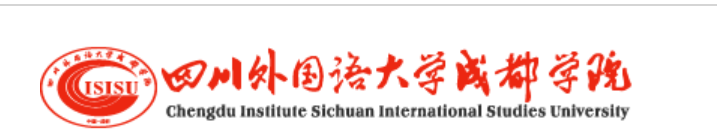 CISISU
四川外国语大学成都学院
Chengdu Institute Sichuan International Studies University